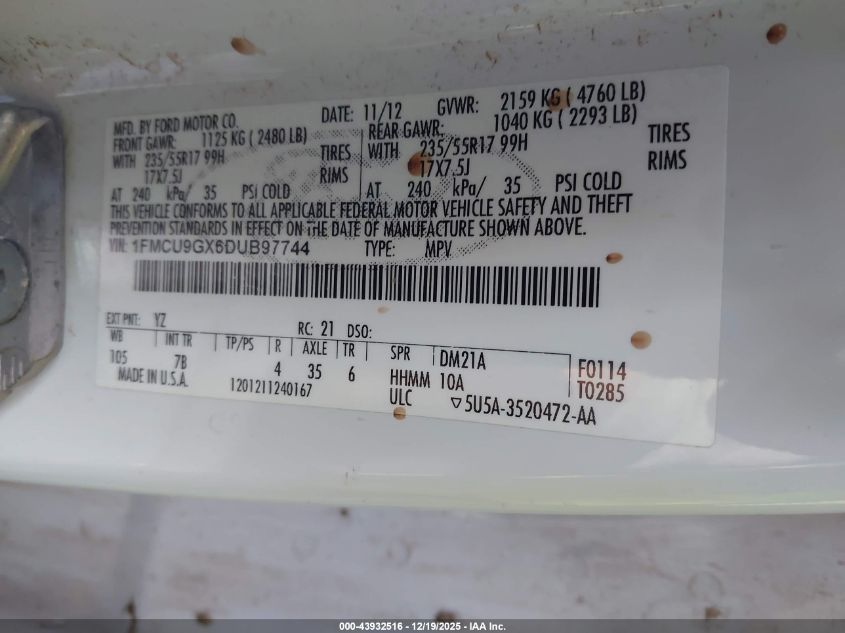 MFD. BY FORD MOTOR CO. DATE: 11/12 GVWR: 2159 KG ( 4760 LB)
FRONT GAWR: 1125 KG ( 2480 LB) REAR GAWR: 1040 KG ( 2293 LB)
WITH 235/55R17 99H TIRES WITH 235/55R17 99H TIRES
17X7.5J RIMS 17X7.5J RIMS
AT 240 kPa/ 35 PSI COLD AT 240 kPa/ 35 PSI COLD
THIS VEHICLE CONFORMS TO ALL APPLICABLE FEDERAL MOTOR VEHICLE SAFETY AND THEFT
PREVENTION STANDARDS IN EFFECT ON THE DATE OF MANUFACTURE SHOWN ABOVE.
VIN: 1FMCU9GX6DUB97744 TYPE: MPV
EXT PNT: YZ RC: 21 DSO:
WB INT TR TP/PS R AXLE TR SPR DM21A F0114
105 7B 4 35 6 HHMM 10A T0285
MADE IN U.S.A. 1201211240167 ULC ▽5U5A-3520472-AA
000-43932516 - 12/19/2025 - IAA Inc.